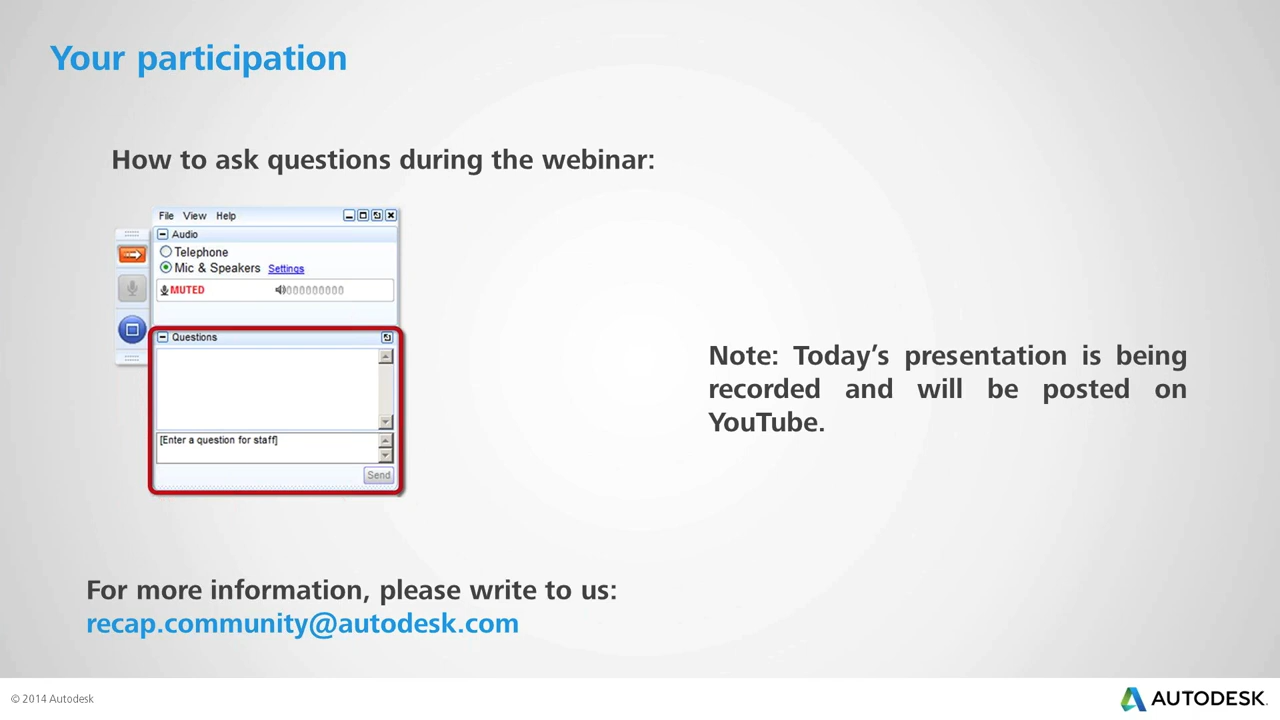 Your participation
How to ask questions during the webinar:
File View Help
Audio
Telephone
Mic & Speakers Settings
MUTED 000000000
Questions
[Enter a question for staff]
Send
Note: Today's presentation is being
recorded and will be posted on
YouTube.
For more information, please write to us:
recap.community@autodesk.com
© 2014 Autodesk
AUTODESK.